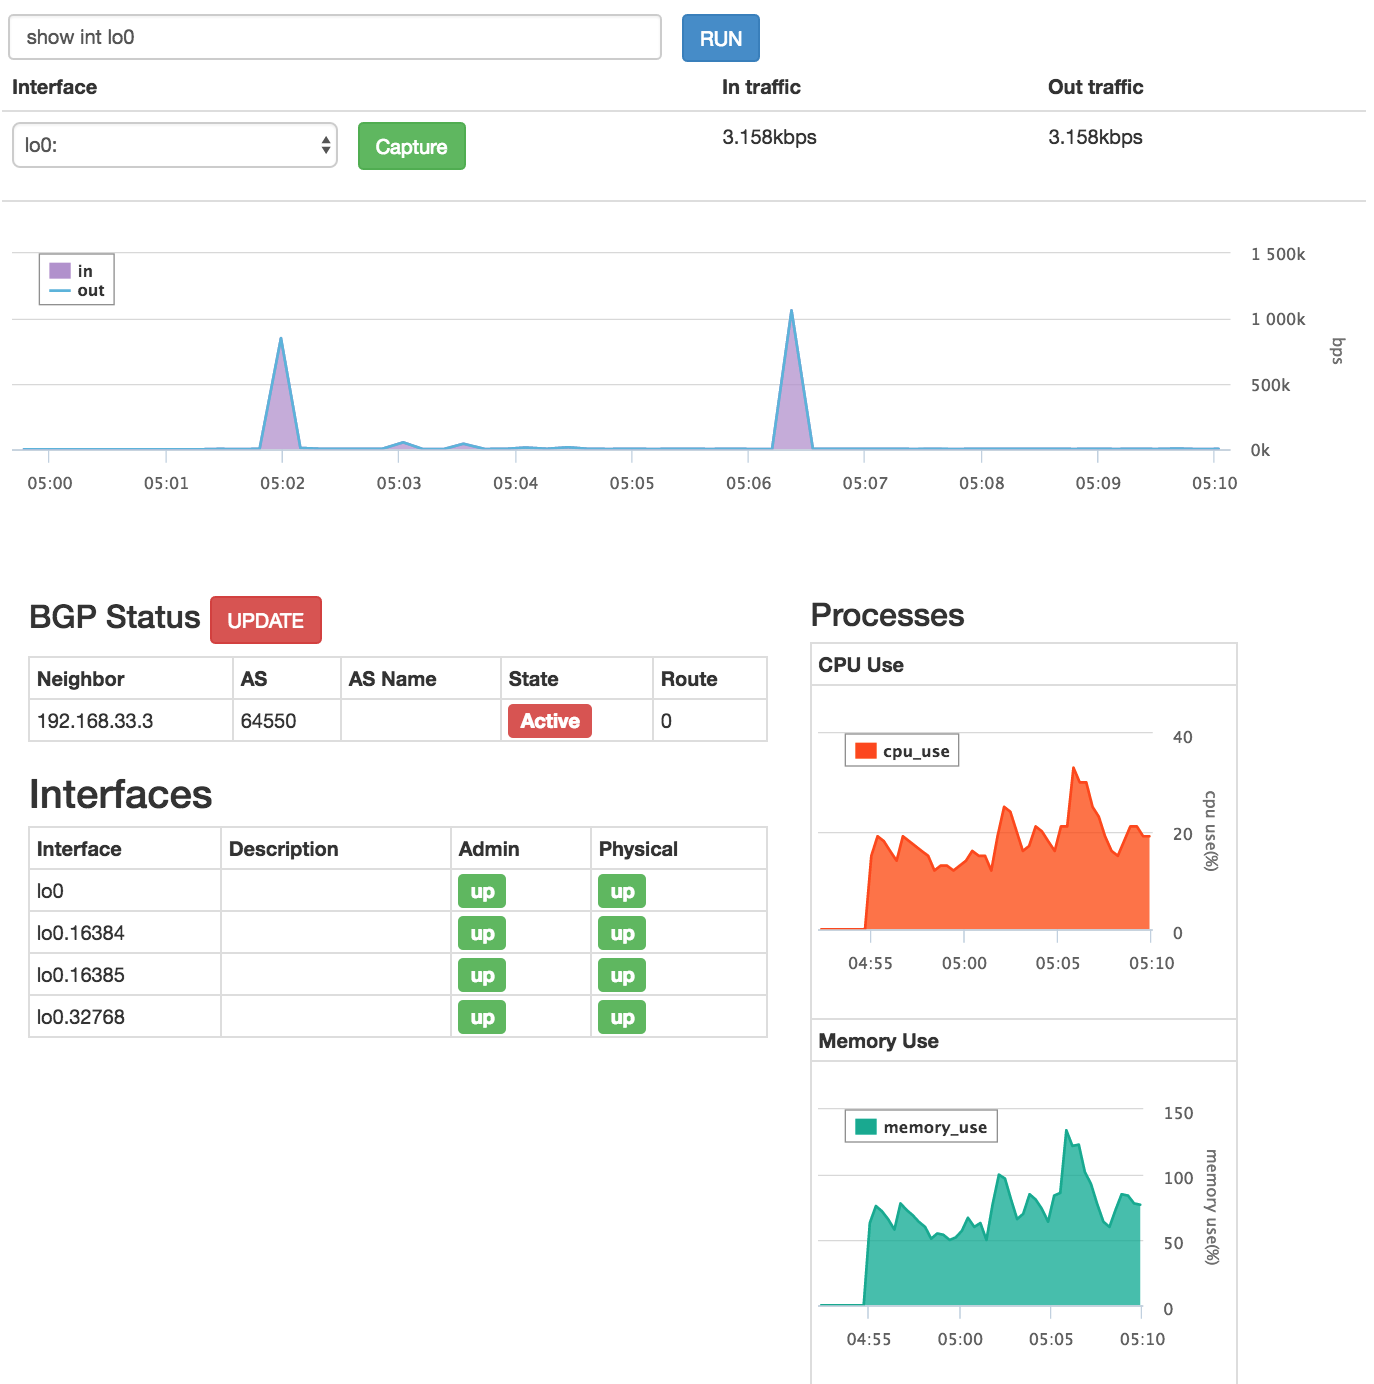 show int lo0
RUN
Interface In traffic Out traffic
lo0: Capture 3.158kbps 3.158kbps
in
out
1 500k
1 000k
500k
0k
bps
05:00 05:01 05:02 05:03 05:04 05:05 05:06 05:07 05:08 05:09 05:10
BGP Status UPDATE
Neighbor AS AS Name State Route
192.168.33.3 64550 Active 0
Interfaces
Interface Description Admin Physical
lo0 up up
lo0.16384 up up
lo0.16385 up up
lo0.32768 up up
Processes
CPU Use
cpu_use
40
20
0
cpu use(%)
04:55 05:00 05:05 05:10
Memory Use
memory_use
150
100
50
0
memory use(%)
04:55 05:00 05:05 05:10